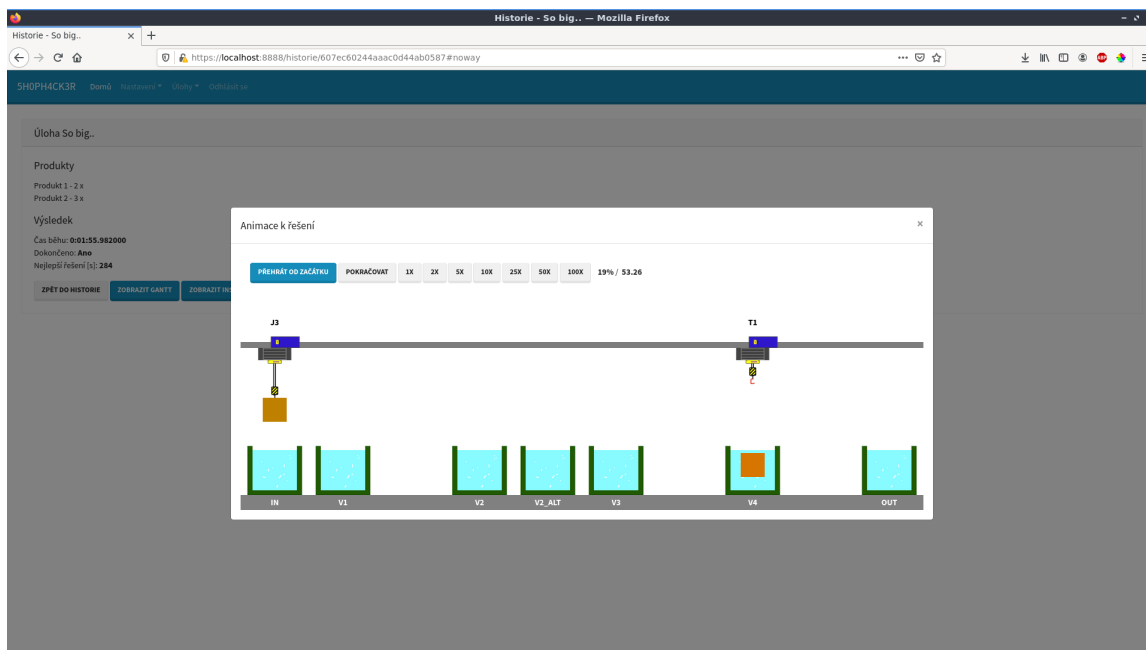 Historie - So big.. — Mozilla Firefox
Historie - So big.. × +
https://localhost:8888/historie/607ec60244aaac0d44ab0587#noway
5H0PH4CK3R Domů Nastavení Úlohy Odhlásit se
Úloha So big..
Produkty
Produkt 1 - 2 x
Produkt 2 - 3 x
Výsledek
Čas běhu: 0:01:55.982000
Dokončeno: Ano
Nejlepší řešení [s]: 284
ZPĚT DO HISTORIE ZOBRAZIT GANTT ZOBRAZIT
Animace k řešení ×
PŘEHRÁT OD ZAČÁTKU POKRAČOVAT 1X 2X 5X 10X 25X 50X 100X 19% / 53.26
J3 T1
IN V1 V2 V2_ALT V3 V4 OUT